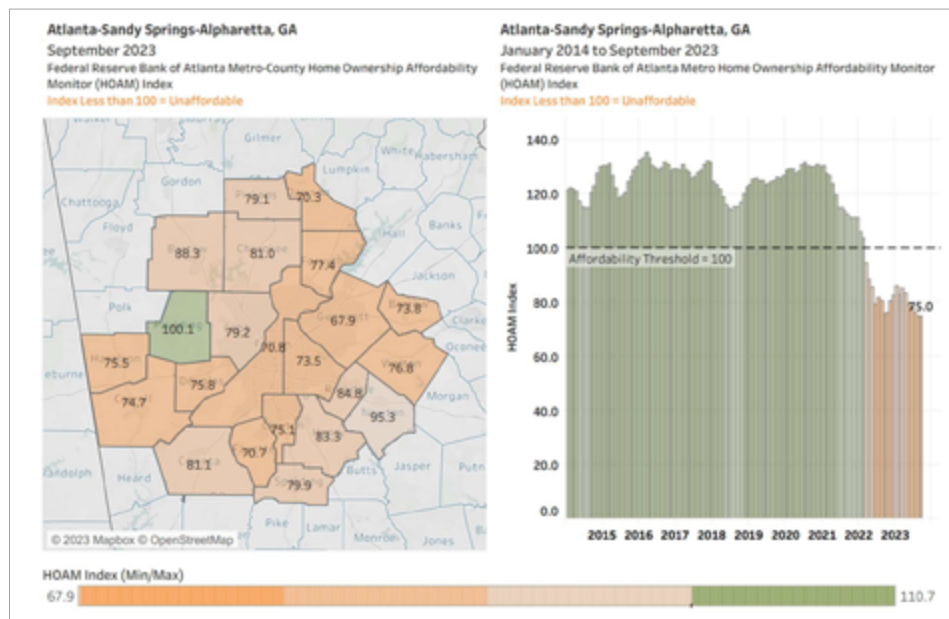 Atlanta-Sandy Springs-Alpharetta, GA
September 2023
Federal Reserve Bank of Atlanta Metro-County Home Ownership Affordability
Monitor (HOAM) Index
Index Less than 100 = Unaffordable
Gilmer
White
Habersham
Lumpkin
Gordon
Chattooga
Floyd
79.1
70.3
Banks
Hall
88.3
81.0
77.4
Jackson
Polk
100.1
79.2
67.9
73.8
Clarke
Oconee
75.5
70.8
73.5
76.8
75.8
84.8
Morgan
74.7
95.3
75.1
83.3
81.1
70.7
Heard
Butts
Jasper
79.9
Pike
Lamar
Jones
© 2023 Mapbox © OpenStreetMap
Atlanta-Sandy Springs-Alpharetta, GA
January 2014 to September 2023
Federal Reserve Bank of Atlanta Metro Home Ownership Affordability Monitor
(HOAM) Index
Index Less than 100 = Unaffordable
140.0
120.0
100.0
Affordability Threshold = 100
80.0
75.0
60.0
40.0
20.0
0.0
HOAM Index
2015 2016 2017 2018 2019 2020 2021 2022 2023
HOAM Index (Min/Max)
67.9 110.7